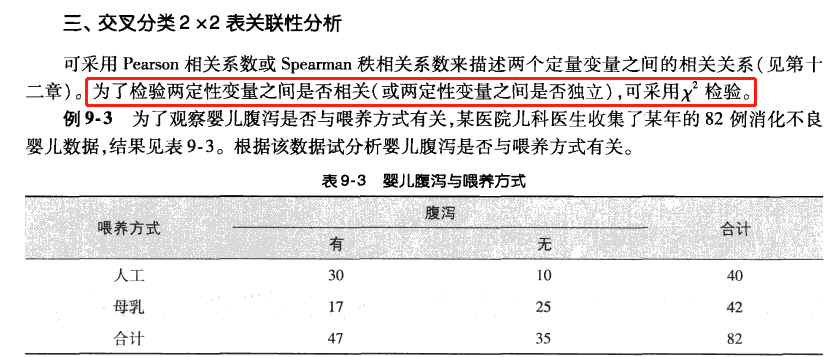 三、交叉分类2×2表关联性分析
可采用 Pearson 相关系数或 Spearman 秩相关系数来描述两个定量变量之间的相关关系(见第十
二章)。为了检验两定性变量之间是否相关(或两定性变量之间是否独立),可采用χ² 检验。
例9-3 为了观察婴儿腹泻是否与喂养方式有关,某医院儿科医生收集了某年的 82 例消化不良
婴儿数据,结果见表9-3。根据该数据试分析婴儿腹泻是否与喂养方式有关。
表9-3 婴儿腹泻与喂养方式
喂养方式 腹泻 合计
有 无
人工 30 10 40
母乳 17 25 42
合计 47 35 82